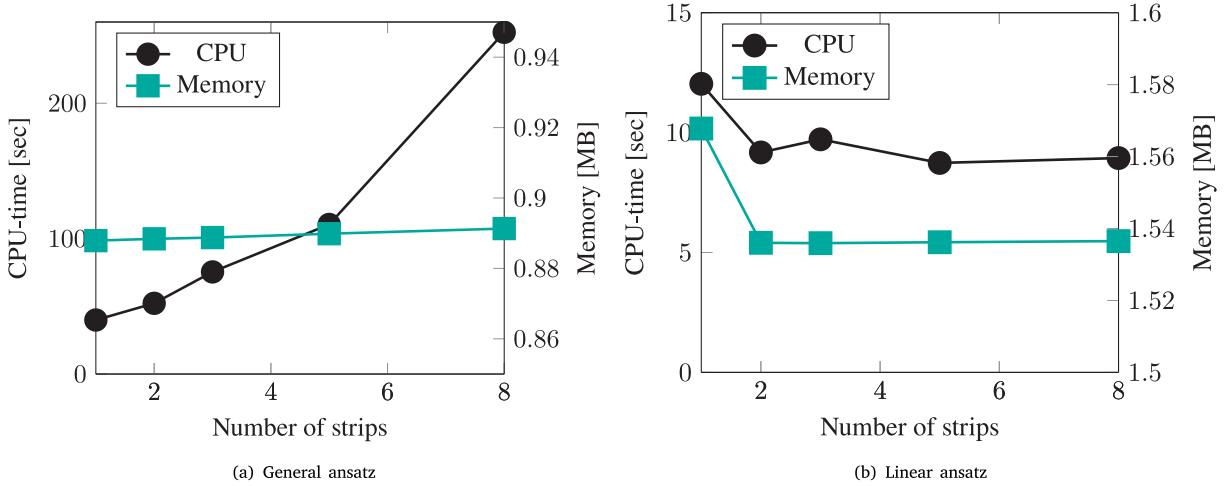 CPU
Memory
CPU-time [sec]
0
100
200
2
4
6
8
Number of strips
0.86
0.88
0.9
0.92
0.94
Memory [MB]
(a) General ansatz
CPU
Memory
CPU-time [sec]
0
5
10
15
2
4
6
8
Number of strips
1.5
1.52
1.54
1.56
1.58
1.6
Memory [MB]
(b) Linear ansatz